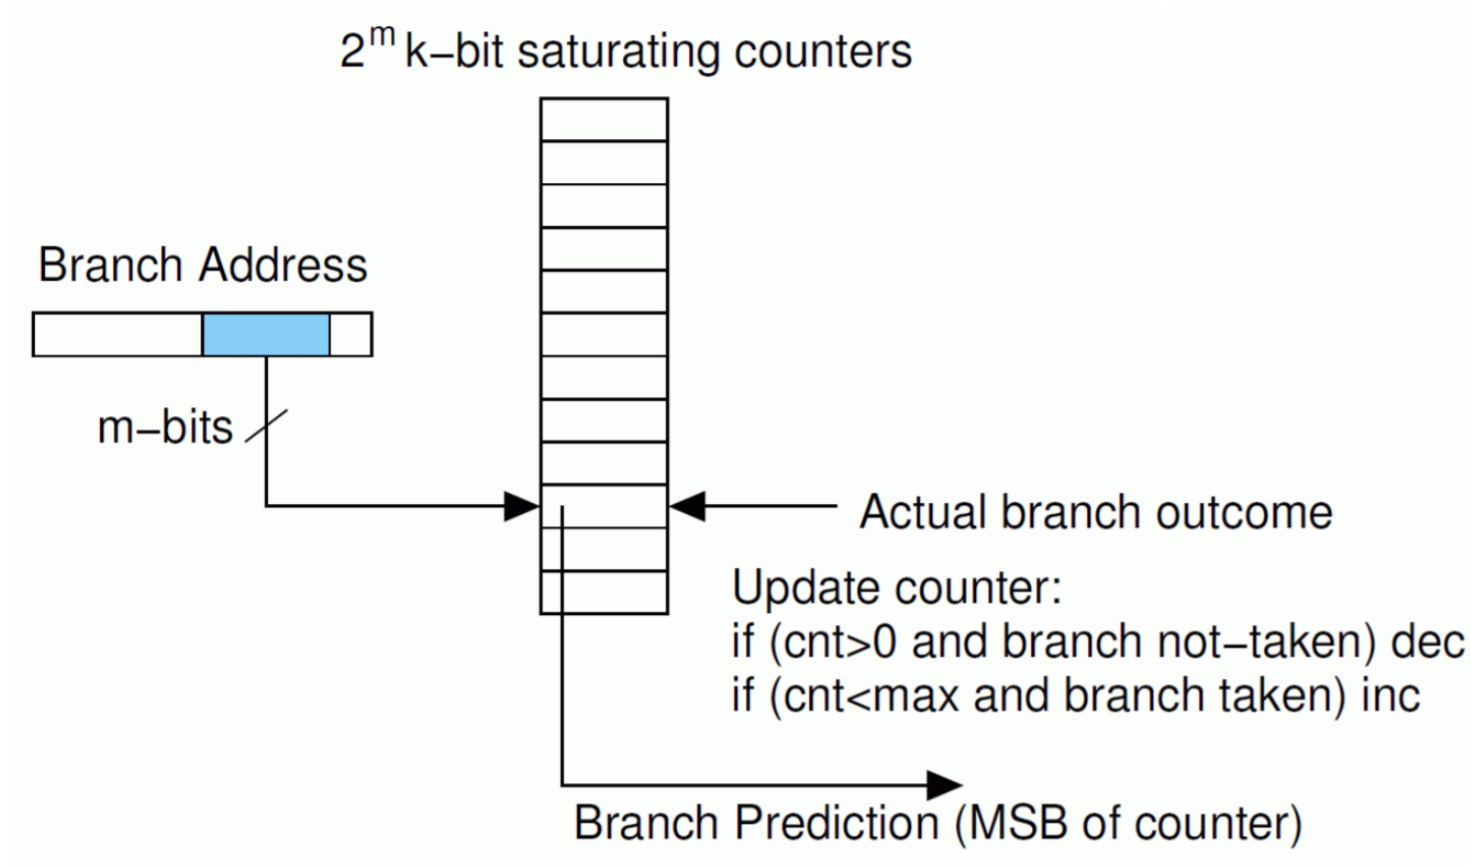 2^m k–bit saturating counters
Branch Address
m–bits
Actual branch outcome
Update counter:
if (cnt>0 and branch not–taken) dec
if (cnt<max and branch taken) inc
Branch Prediction (MSB of counter)